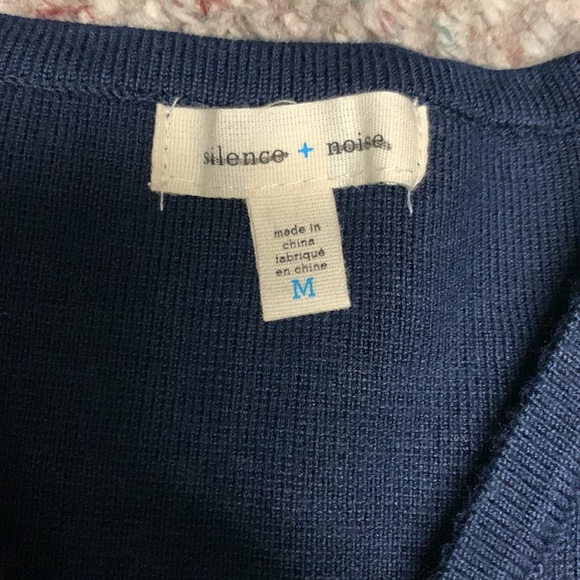 silence + noise
made in
china
fabriqué
en chine
M